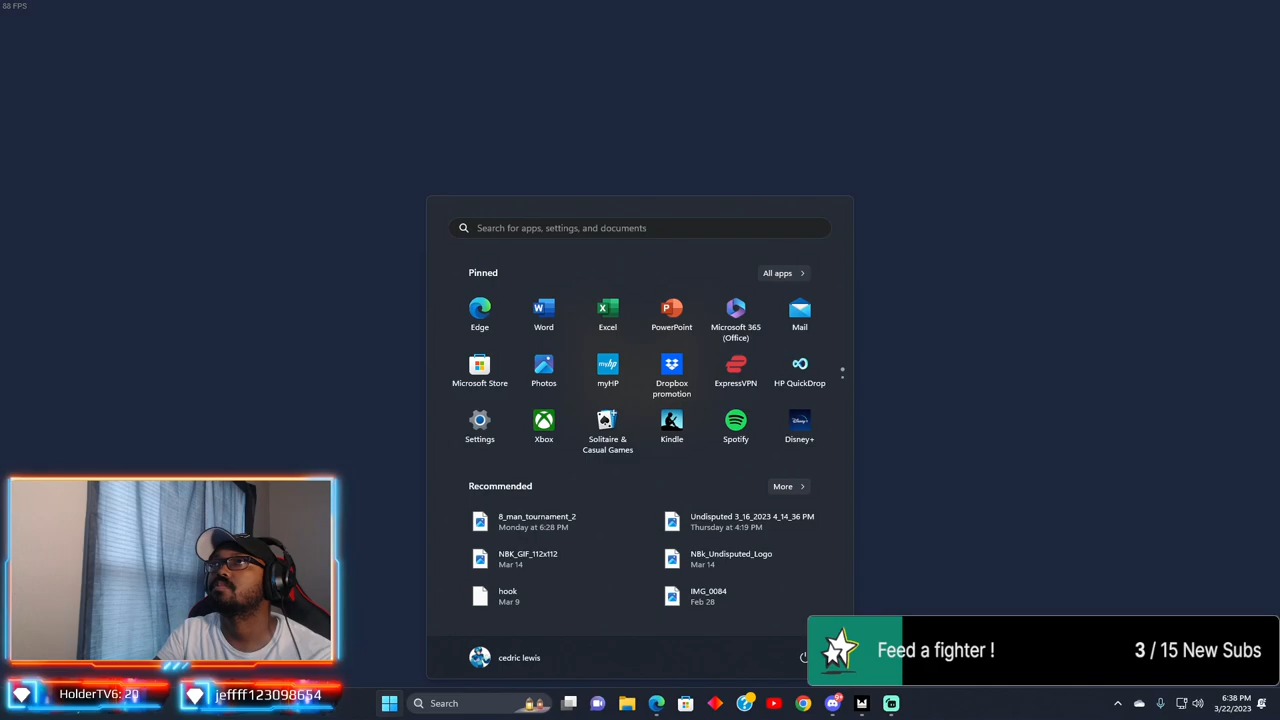 88 FPS
Search for apps, settings, and documents
Pinned
All apps
Edge
Word
Excel
PowerPoint
Microsoft 365
(Office)
Mail
Microsoft Store
Photos
myHP
Dropbox
promotion
ExpressVPN
HP QuickDrop
Settings
Xbox
Solitaire &
Casual Games
Kindle
Spotify
Disney+
Recommended
More
8_man_tournament_2
Monday at 6:28 PM
Undisputed 3_16_2023 4_14_36 PM
Thursday at 4:19 PM
NBK_GIF_112x112
Mar 14
NBk_Undisputed_Logo
Mar 14
hook
Mar 9
IMG_0084
Feb 28
cedric lewis
Feed a fighter !
3 / 15 New Subs
HolderTV6: 20
jeffff123098654
Search
6:38 PM
3/22/2023